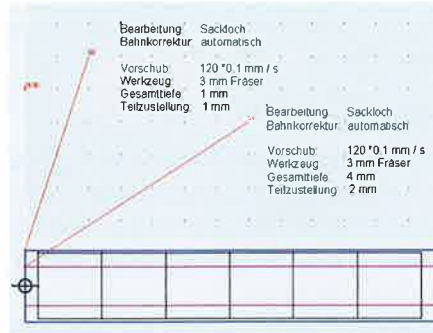 Bearbeitung: Sackloch
Bahnkorrektur: automatisch
Vorschub: 120 *0,1 mm / s
Werkzeug: 3 mm Fräser
Gesamttiefe: 1 mm
Teilzustellung: 1 mm
Bearbeitung: Sackloch
Bahnkorrektur: automatisch
Vorschub: 120 *0,1 mm / s
Werkzeug: 3 mm Fräser
Gesamttiefe: 4 mm
Teilzustellung: 2 mm